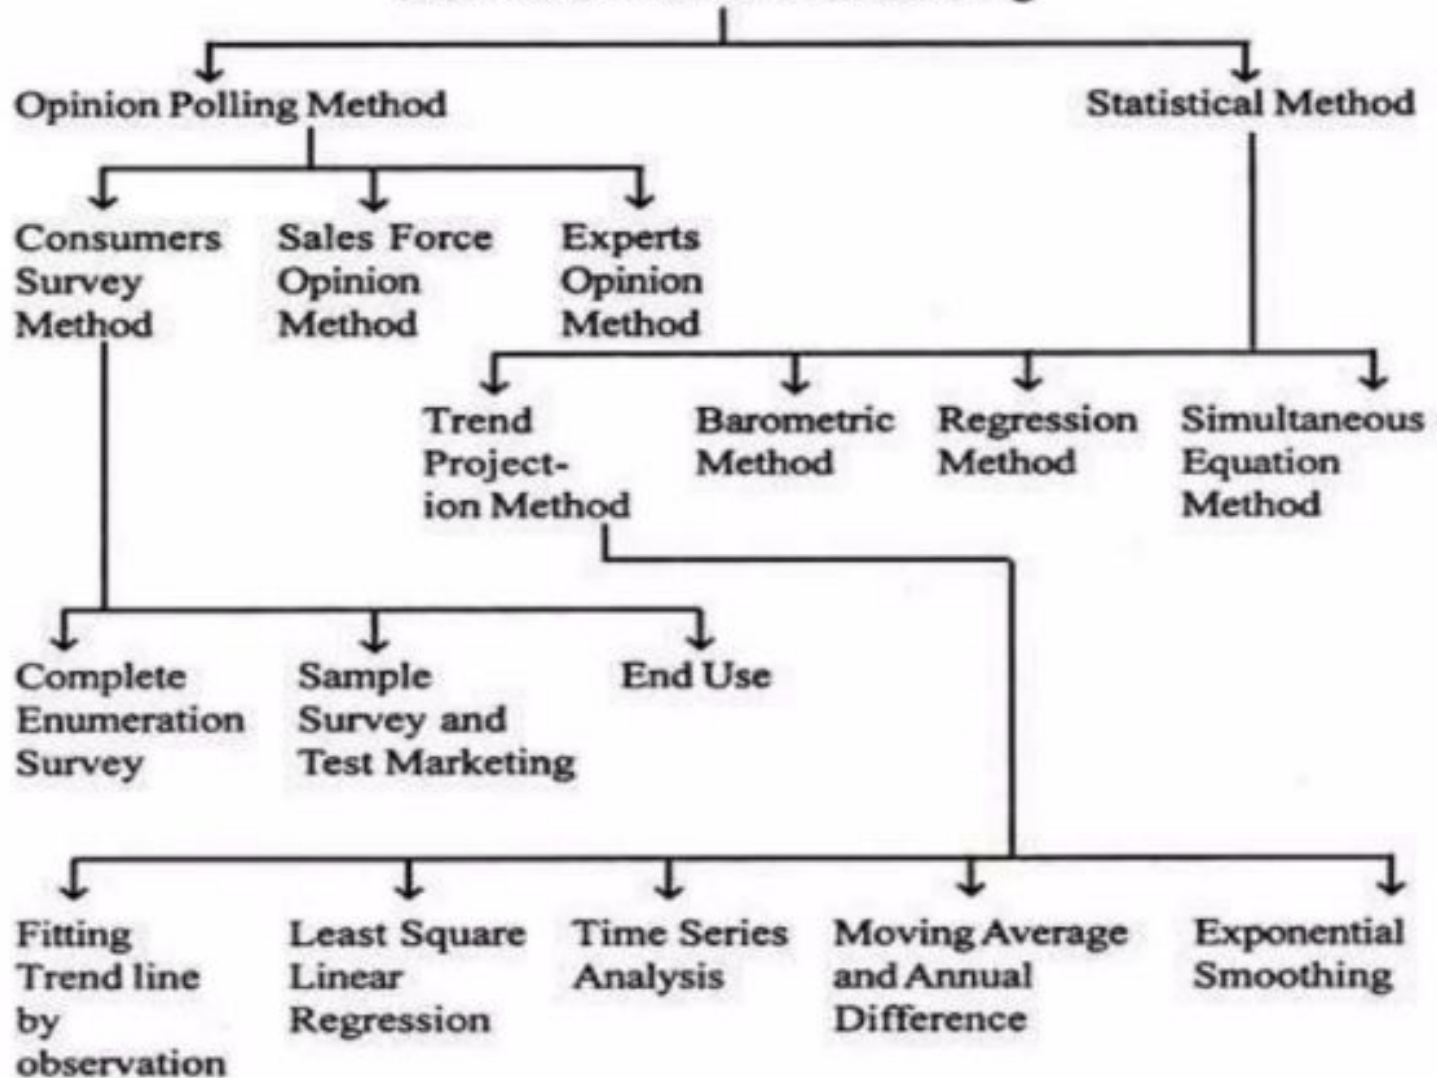 Opinion Polling Method
Statistical Method
Consumers
Survey
Method
Sales Force
Opinion
Method
Experts
Opinion
Method
Trend
Project-
ion Method
Barometric
Method
Regression
Method
Simultaneous
Equation
Method
Complete
Enumeration
Survey
Sample
Survey and
Test Marketing
End Use
Fitting
Trend line
by
observation
Least Square
Linear
Regression
Time Series
Analysis
Moving Average
and Annual
Difference
Exponential
Smoothing